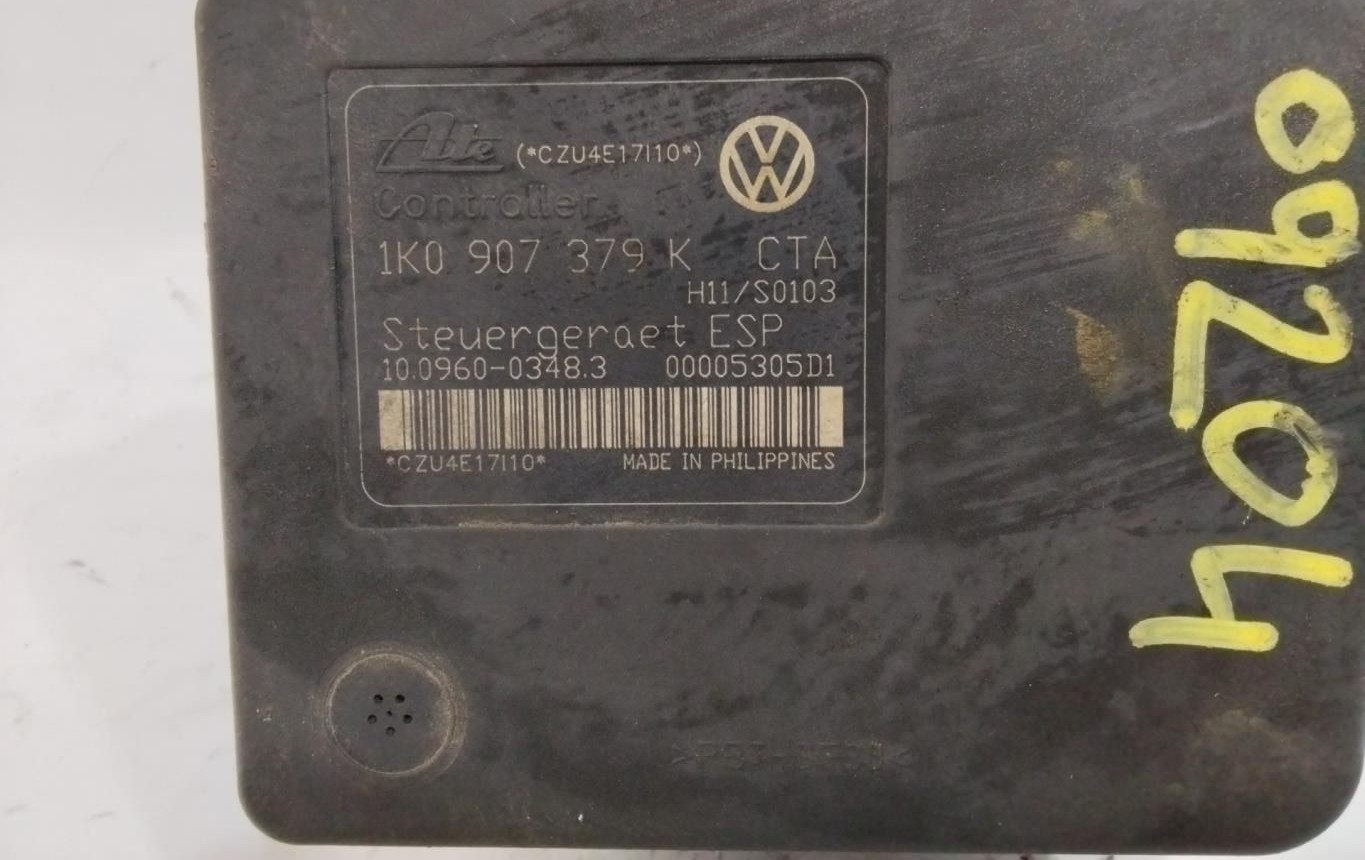 Ate (*CZU4E17I10*)
Controller
1K0 907 379 K CTA
H11/S0103
Steuergeraet ESP
10.0960-0348.3 00005305D1
*CZU4E17I10* MADE IN PHILIPPINES
09204